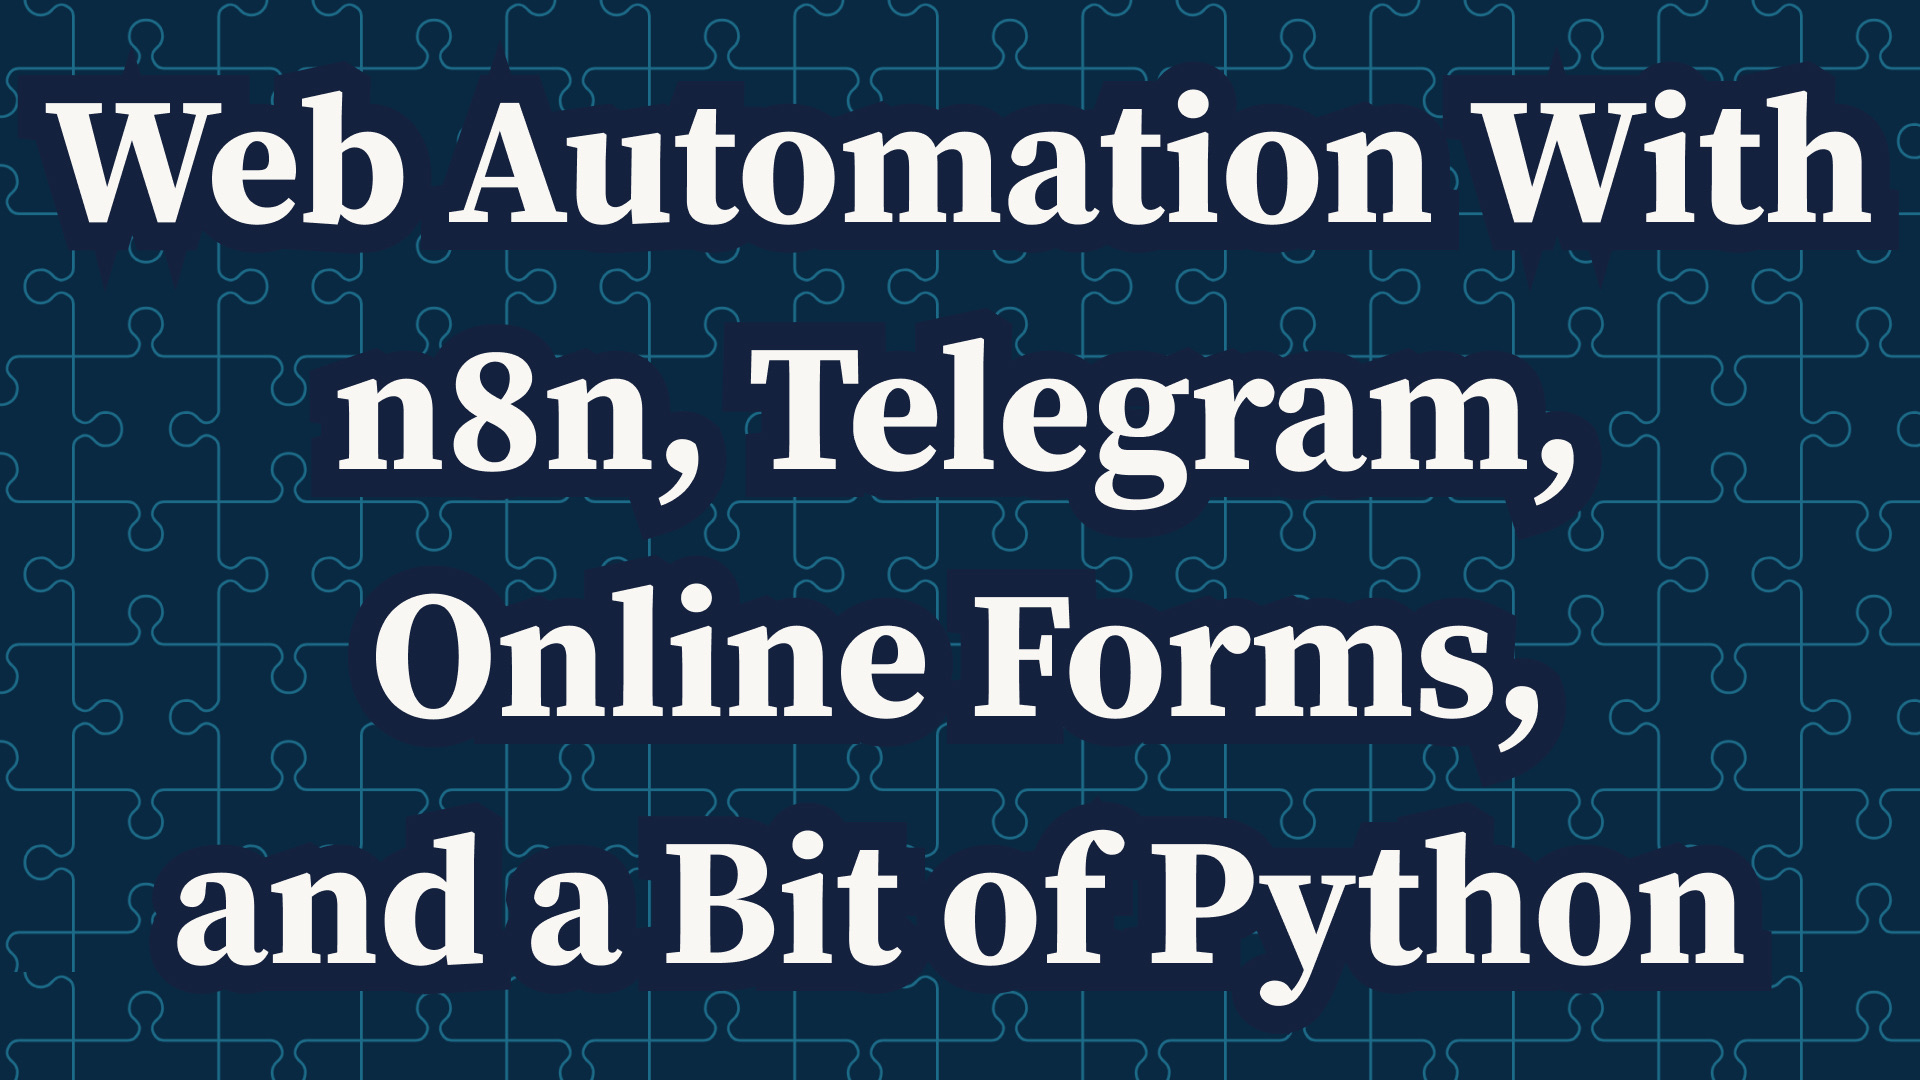 Web Automation With
n8n, Telegram,
Online Forms,
and a Bit of Python